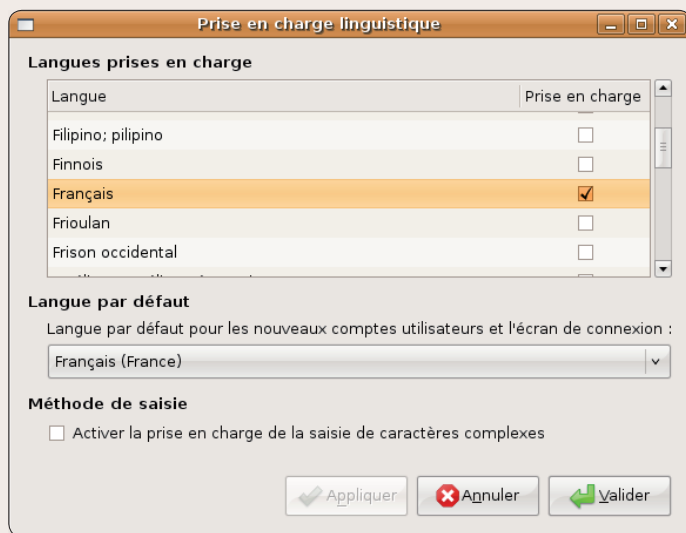 Prise en charge linguistique
Langues prises en charge
Langue Prise en charge
Filipino; pilipino
Finnois
Français
Frioulan
Frison occidental
Langue par défaut
Langue par défaut pour les nouveaux comptes utilisateurs et l'écran de connexion :
Français (France)
Méthode de saisie
Activer la prise en charge de la saisie de caractères complexes
Appliquer Annuler Valider